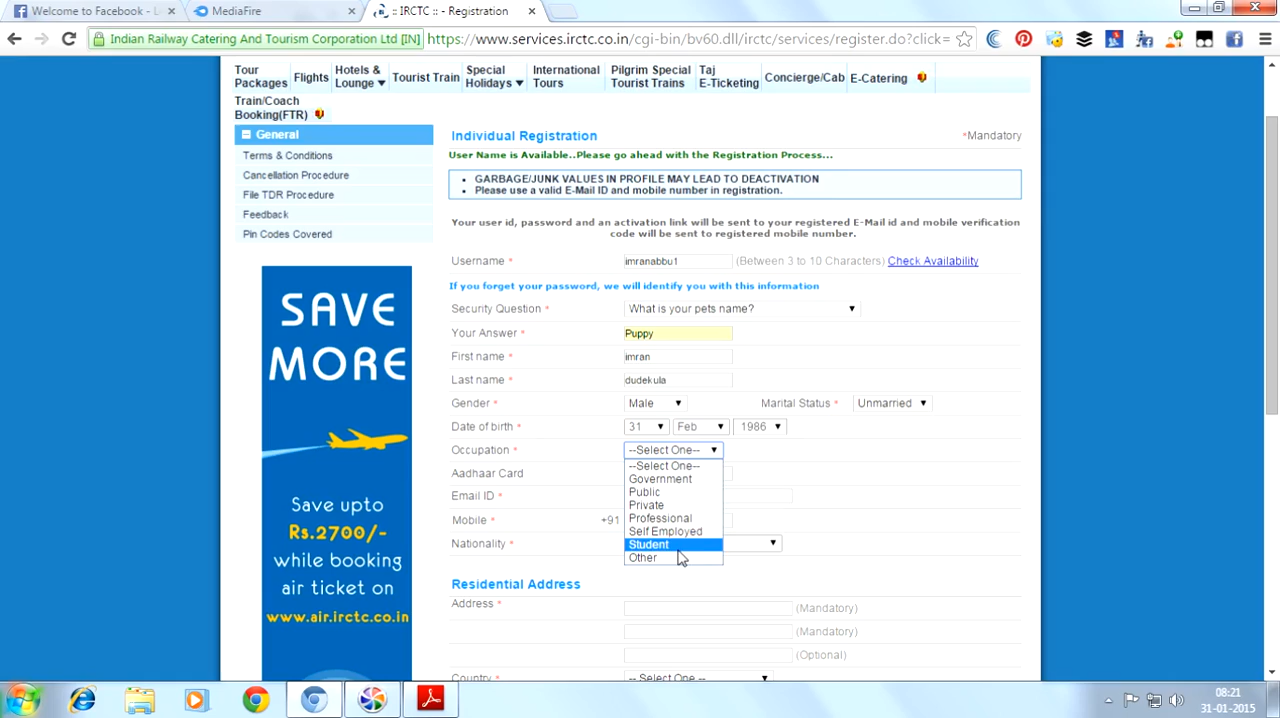 Welcome to Facebook - L
MediaFire
:: IRCTC :: - Registration
Indian Railway Catering And Tourism Corporation Ltd [IN]
https://www.services.irctc.co.in/cgi-bin/bv60.dll/irctc/services/register.do?click=
Tour Packages
Flights
Hotels & Lounge
Tourist Train
Special Holidays
International Tours
Pilgrim Special Tourist Trains
Taj E-Ticketing
Concierge/Cab
E-Catering
Train/Coach Booking(FTR)
General
Terms & Conditions
Cancellation Procedure
File TDR Procedure
Feedback
Pin Codes Covered
SAVE
MORE
Save upto
Rs.2700/-
while booking
air ticket on
www.air.irctc.co.in
Individual Registration *Mandatory
User Name is Available..Please go ahead with the Registration Process...
GARBAGE/JUNK VALUES IN PROFILE MAY LEAD TO DEACTIVATION
Please use a valid E-Mail ID and mobile number in registration.
Your user id, password and an activation link will be sent to your registered E-Mail id and mobile verification
code will be sent to registered mobile number.
Username * imranabbu1 (Between 3 to 10 Characters) Check Availability
If you forget your password, we will identify you with this information
Security Question * What is your pets name?
Your Answer * Puppy
First name * imran
Last name * dudekula
Gender * Male Marital Status * Unmarried
Date of birth * 31 Feb 1986
Occupation * --Select One--
--Select One--
Government
Public
Private
Professional
Self Employed
Student
Other
Aadhaar Card
Email ID *
Mobile * +91
Nationality *
Residential Address
Address * (Mandatory)
(Mandatory)
(Optional)
Country * -- Select One --
08:21
31-01-2015